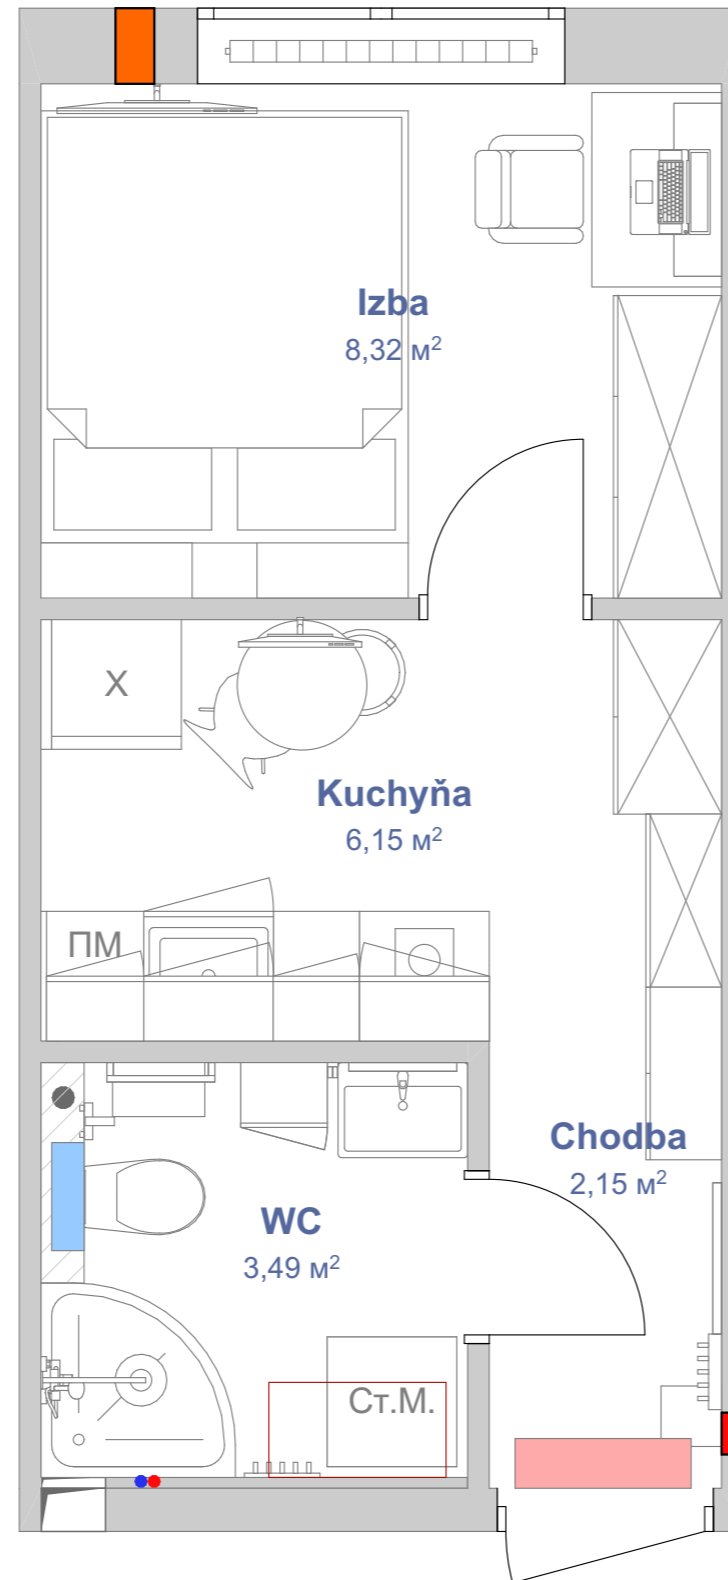 Izba
8,32 м²
X
Kuchyňa
6,15 м²
ПМ
Chodba
2,15 м²
WC
3,49 м²
Ст.М.